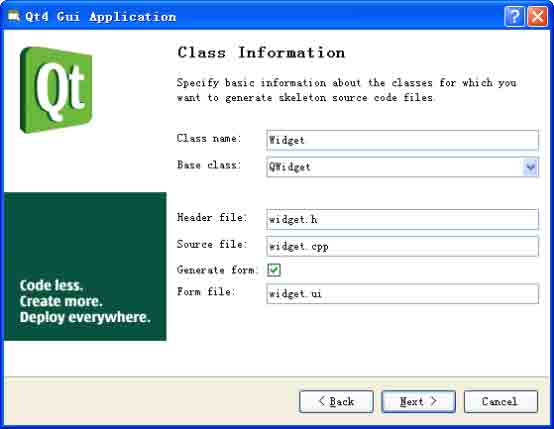 Qt4 Gui Application
Class Information
Qt
Specify basic information about the classes for which you
want to generate skeleton source code files.
Class name: Widget
Base class: QWidget
Header file: widget.h
Source file: widget.cpp
Generate form:
Form file: widget.ui
Code less.
Create more.
Deploy everywhere.
< Back Next > Cancel